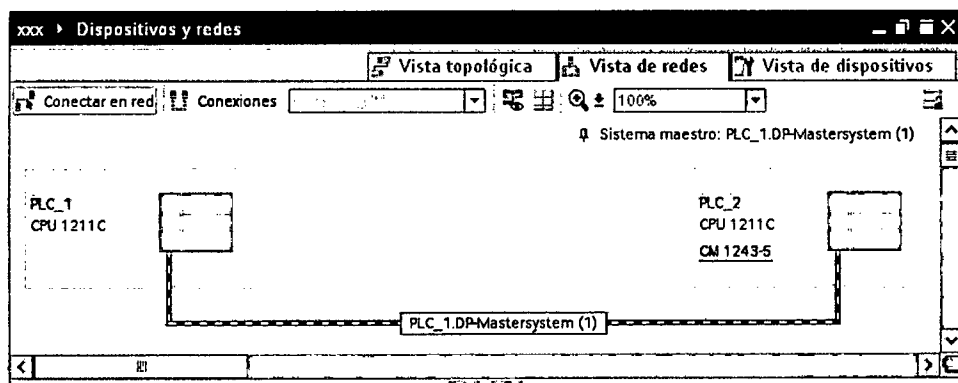 xxx ▸ Dispositivos y redes
Vista topológica Vista de redes Vista de dispositivos
Conectar en red Conexiones 100%
Sistema maestro: PLC_1.DP-Mastersystem (1)
PLC_1
CPU 1211C
PLC_2
CPU 1211C
CM 1243-5
PLC_1.DP-Mastersystem (1)